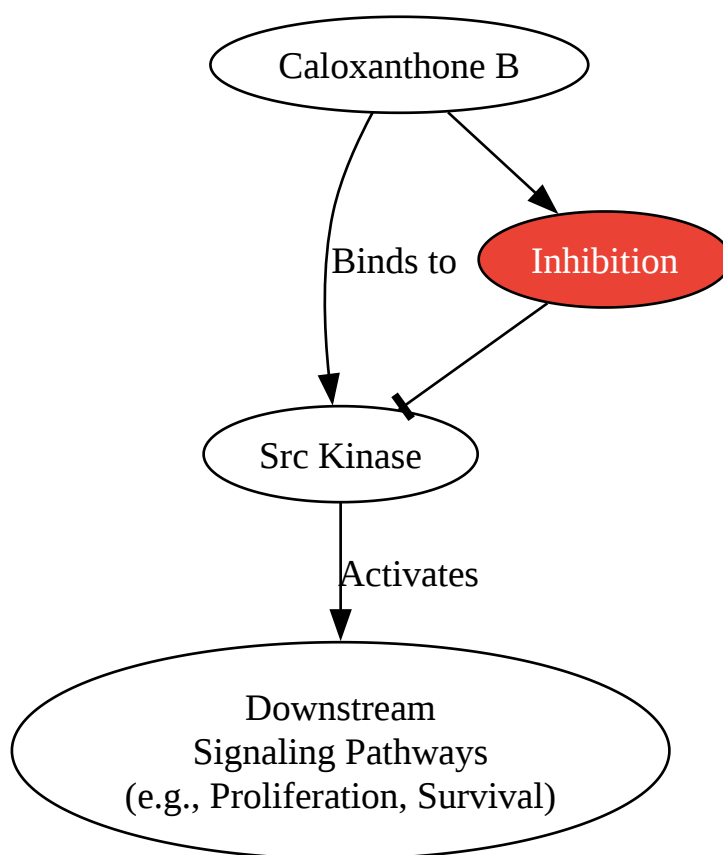 Caloxanthone B
Binds to
Inhibition
Src Kinase
Activates
Downstream
Signaling Pathways
(e.g., Proliferation, Survival)